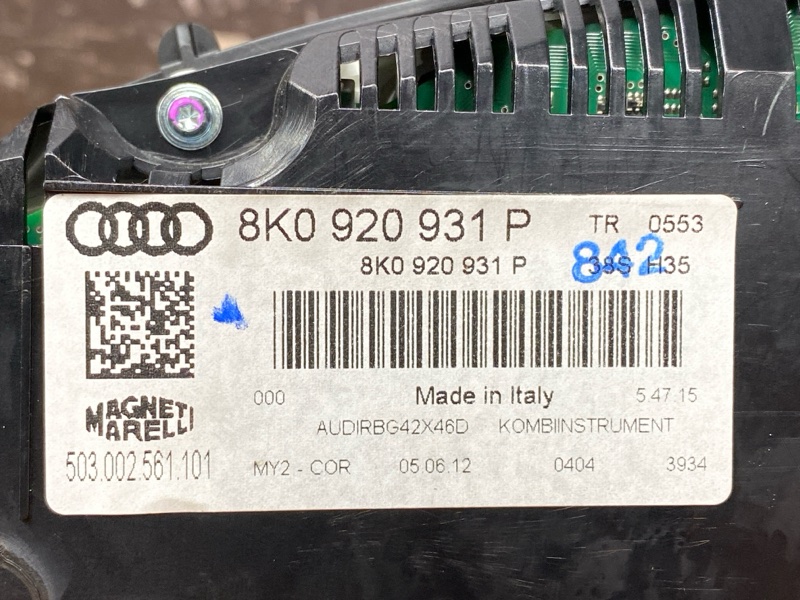 8K0 920 931 P TR 0553
8K0 920 931 P 38S H35
842
000 Made in Italy 5.47.15
MAGNETI MARELLI
AUDIRBG42X46D KOMBIINSTRUMENT
503.002.561.101 MY2 - COR 05.06.12 0404 3934